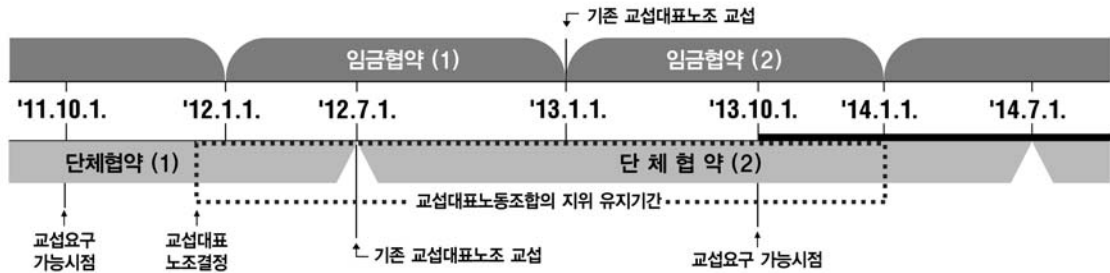 기존 교섭대표노조 교섭
임금협약 (1)
임금협약 (2)
'11.10.1.
'12.1.1.
'12.7.1.
'13.1.1.
'13.10.1.
'14.1.1.
'14.7.1.
단체협약 (1)
단 체 협 약 (2)
교섭대표노동조합의 지위 유지기간
교섭요구
가능시점
교섭대표
노조결정
기존 교섭대표노조 교섭
교섭요구 가능시점